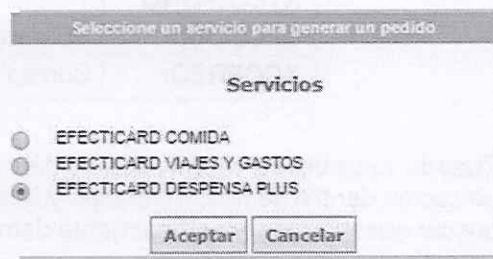 Seleccione un servicio para generar un pedido
Servicios
EFECTICARD COMIDA
EFECTICARD VIAJES Y GASTOS
EFECTICARD DESPENSA PLUS
Aceptar Cancelar